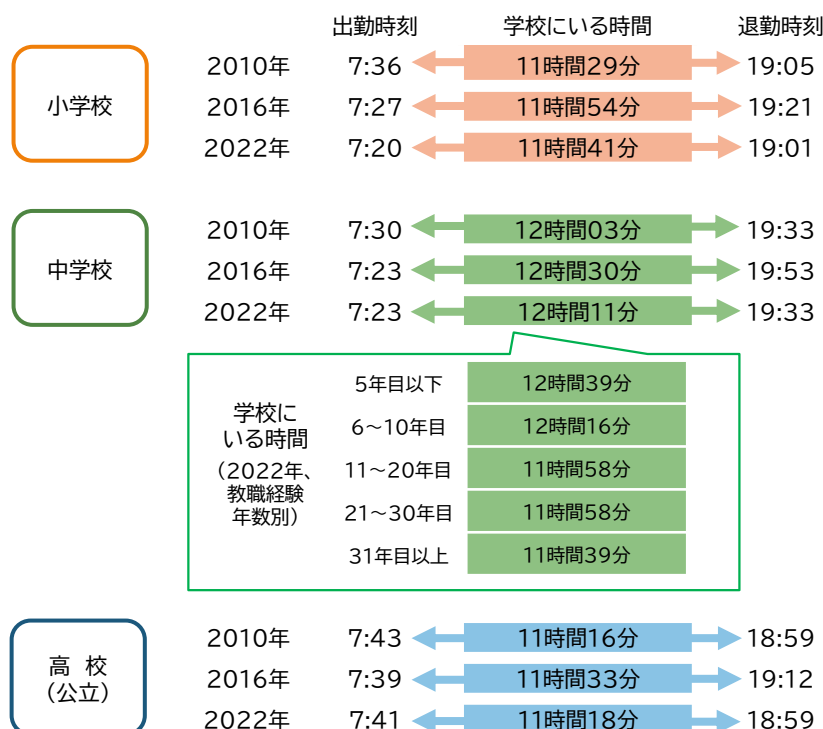 出勤時刻 学校にいる時間 退勤時刻
小学校
2010年 7:36 11時間29分 19:05
2016年 7:27 11時間54分 19:21
2022年 7:20 11時間41分 19:01
中学校
2010年 7:30 12時間03分 19:33
2016年 7:23 12時間30分 19:53
2022年 7:23 12時間11分 19:33
学校に
いる時間
（2022年、
教職経験
年数別）
5年目以下 12時間39分
6～10年目 12時間16分
11～20年目 11時間58分
21～30年目 11時間58分
31年目以上 11時間39分
高 校
（公立）
2010年 7:43 11時間16分 18:59
2016年 7:39 11時間33分 19:12
2022年 7:41 11時間18分 18:59